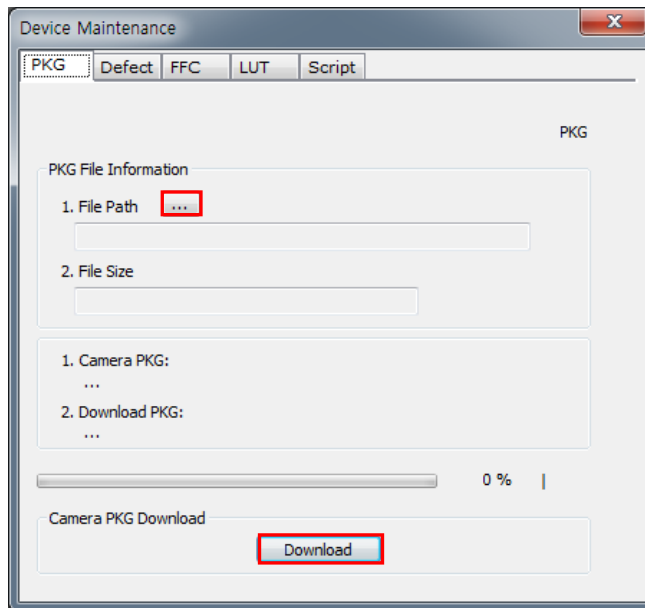 Device Maintenance
PKG Defect FFC LUT Script
PKG
PKG File Information
1. File Path ...
2. File Size
1. Camera PKG:
...
2. Download PKG:
...
0 %
Camera PKG Download
Download